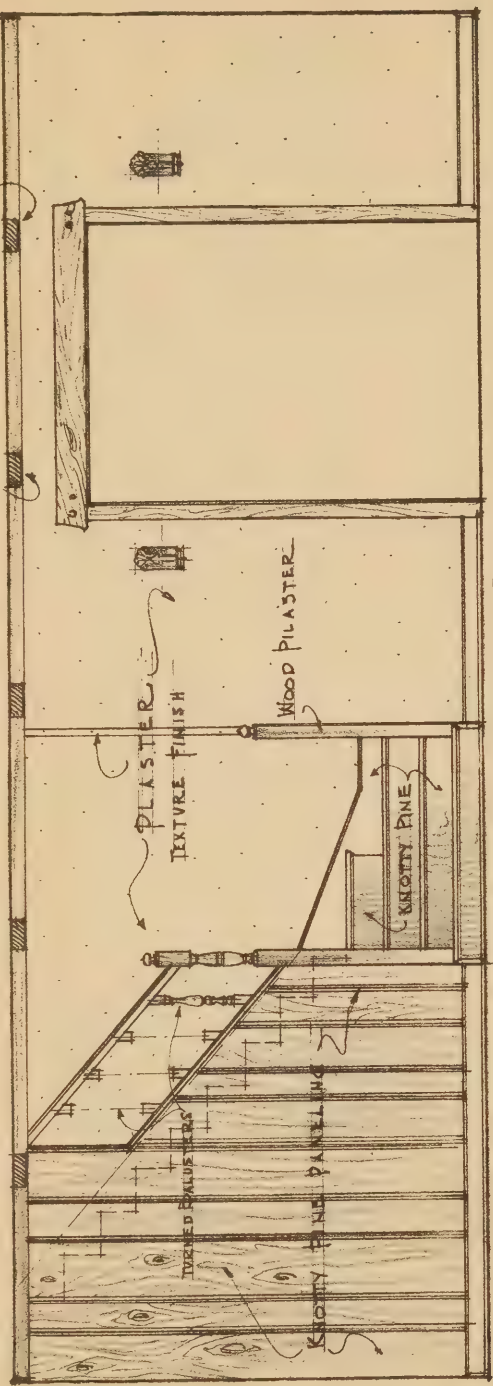 PLASTER
TEXTURE FINISH
WOOD PILASTER
KNOTTY PINE
TURNED BALUSTERS
KNOTTY PINE PANELING